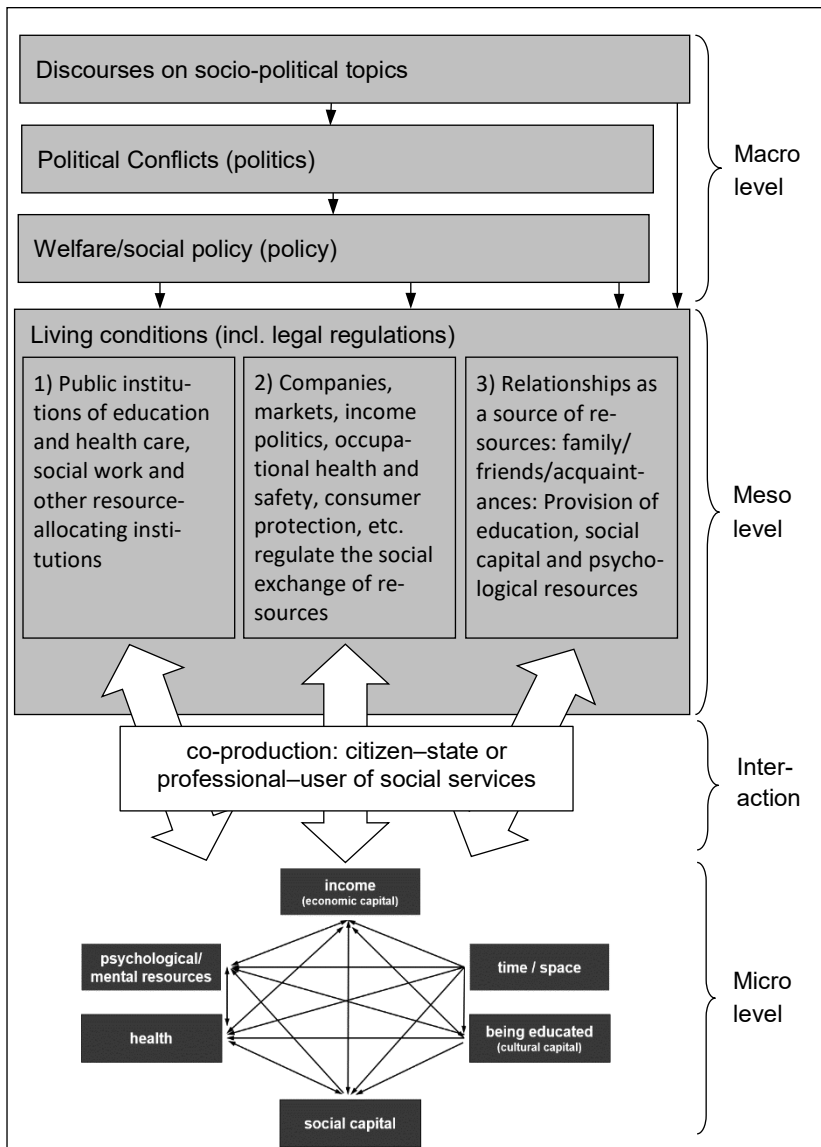 Discourses on socio-political topics
Political Conflicts (politics)
Welfare/social policy (policy)
Macro
level
Living conditions (incl. legal regulations)
1) Public institu-
tions of education
and health care,
social work and
other resource-
allocating insti-
tutions
2) Companies,
markets, income
politics, occupa-
tional health and
safety, consumer
protection, etc.
regulate the social
exchange of re-
sources
3) Relationships as
a source of re-
sources: family/
friends/acquaint-
ances: Provision of
education, social
capital and psycho-
logical resources
Meso
level
co-production: citizen–state or
professional–user of social services
Inter-
action
income
(economic capital)
psychological/
mental resources
time / space
health
being educated
(cultural capital)
social capital
Micro
level